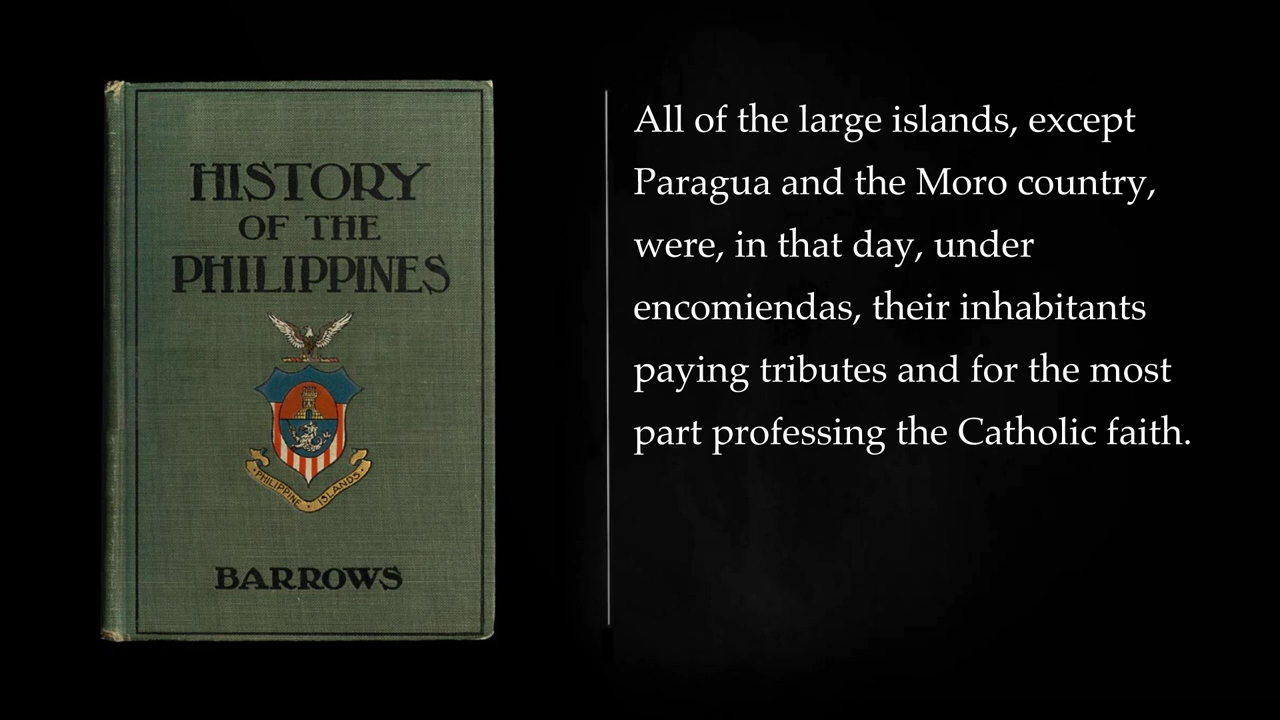 HISTORY
OF THE
PHILIPPINES
PHILIPPINE ISLANDS
BARROWS
All of the large islands, except
Paragua and the Moro country,
were, in that day, under
encomiendas, their inhabitants
paying tributes and for the most
part professing the Catholic faith.